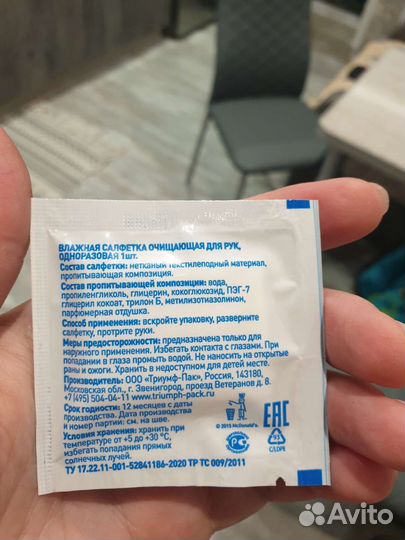 ВЛАЖНАЯ САЛФЕТКА ОЧИЩАЮЩАЯ ДЛЯ РУК,
ОДНОРАЗОВАЯ 1шт.
Состав салфетки: нетканый текстилеподный материал,
пропитывающая композиция.
Состав пропитывающей композиции: вода,
пропиленгликоль, глицерин, кокоглюкозид, ПЭГ-7
глицерил кокоат, трилон Б, метилизотиазолинон,
парфюмерная отдушка.
Способ применения: вскройте упаковку, разверните
салфетку, протрите руки.
Меры предосторожности: предназначена только для
наружного применения. Избегать контакта с глазами. При
попадании в глаза промыть водой. Не наносить на открытые
раны и ожоги. Хранить в недоступном для детей месте.
Производитель: ООО «Триумф-Пак», Россия, 143180,
Московская обл., г. Звенигород, проезд Ветеранов д. 8.
+7 (495) 504-04-11 www.triumph-pack.ru
Срок годности: 12 месяцев с даты
производства. Дата производства
и номер партии: см. на шве.
Условия хранения: хранить при
температуре от +5 до +30 °C,
избегать попадания прямых
солнечных лучей.
© 2015 McDonald's.
EAC
93
C/LDPE
ТУ 17.22.11-001-52841186-2020 ТР ТС 009/2011
Avito